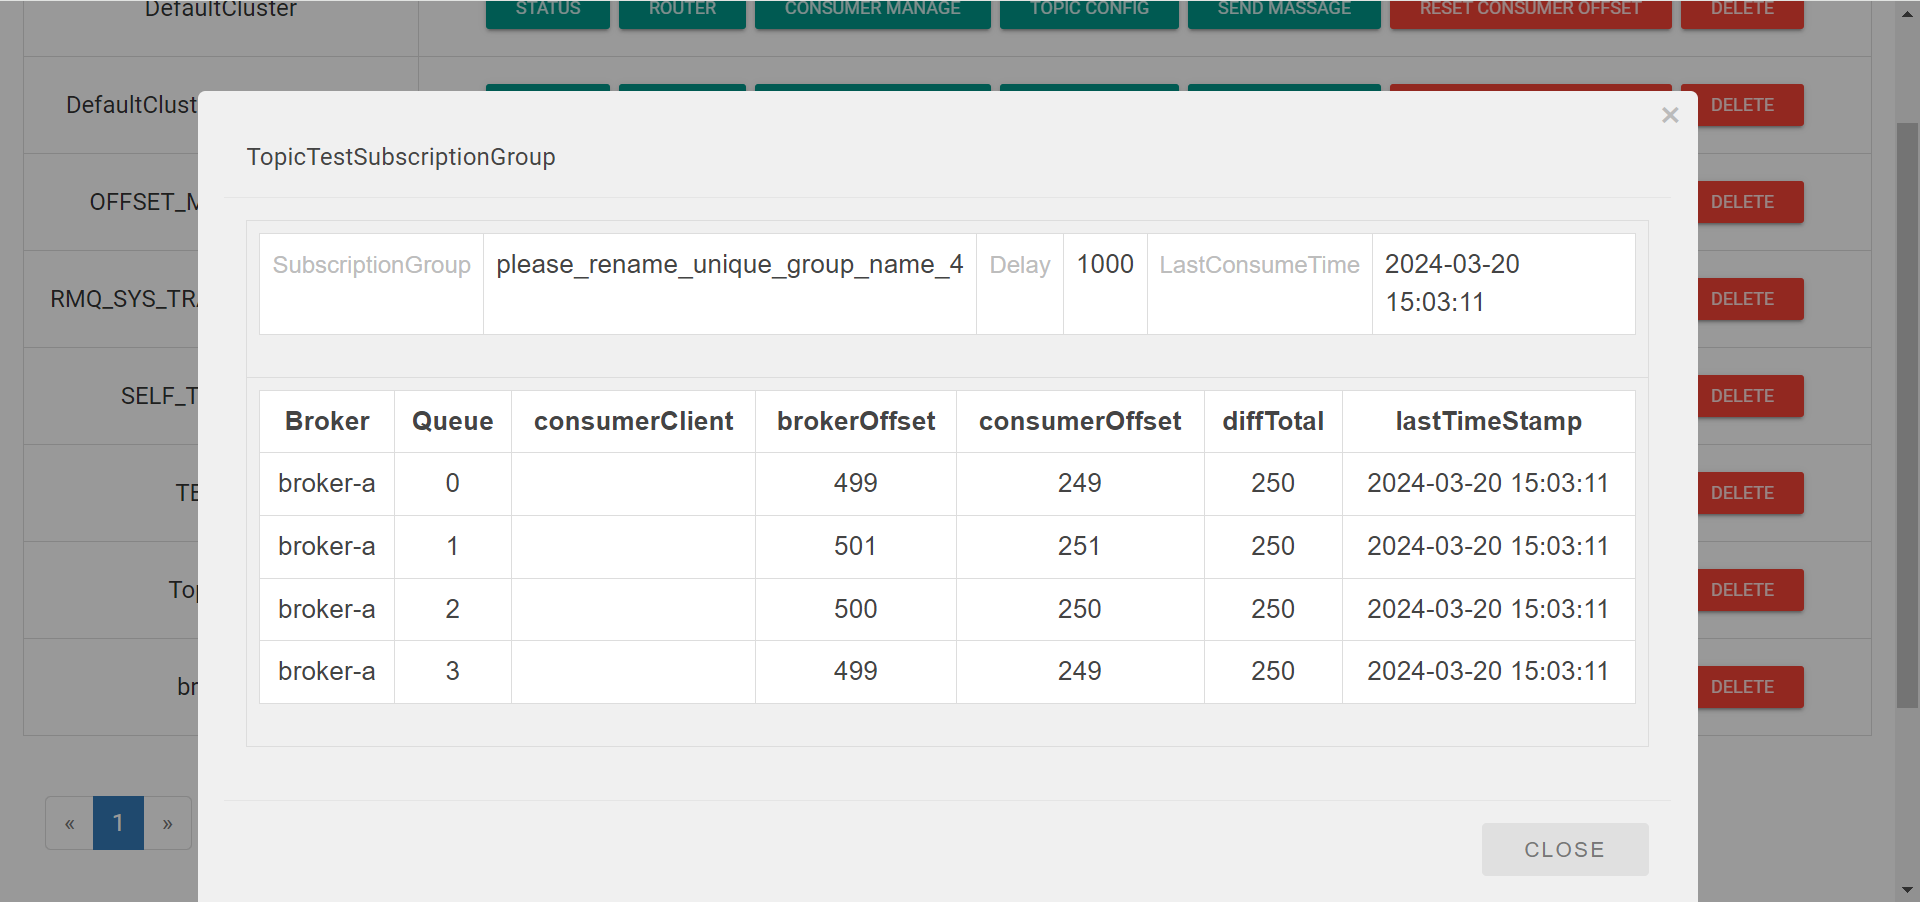 DefaultCluster STATUS ROUTER CONSUMER MANAGE TOPIC CONFIG SEND MASSAGE RESET CONSUMER OFFSET DELETE
DefaultClust DELETE
×
TopicTestSubscriptionGroup
OFFSET_M DELETE
SubscriptionGroup please_rename_unique_group_name_4 Delay 1000 LastConsumeTime 2024-03-20
15:03:11
RMQ_SYS_TRA DELETE
SELF_T DELETE
Broker Queue consumerClient brokerOffset consumerOffset diffTotal lastTimeStamp
broker-a 0 499 249 250 2024-03-20 15:03:11
TE DELETE
broker-a 1 501 251 250 2024-03-20 15:03:11
Top DELETE
broker-a 2 500 250 250 2024-03-20 15:03:11
broker-a 3 499 249 250 2024-03-20 15:03:11
br DELETE
« 1 »
CLOSE